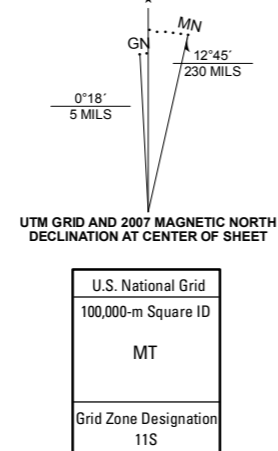 MN
GN
12°45´
230 MILS
0°18´
5 MILS
UTM GRID AND 2007 MAGNETIC NORTH
DECLINATION AT CENTER OF SHEET
U.S. National Grid
100,000-m Square ID
MT
Grid Zone Designation
11S